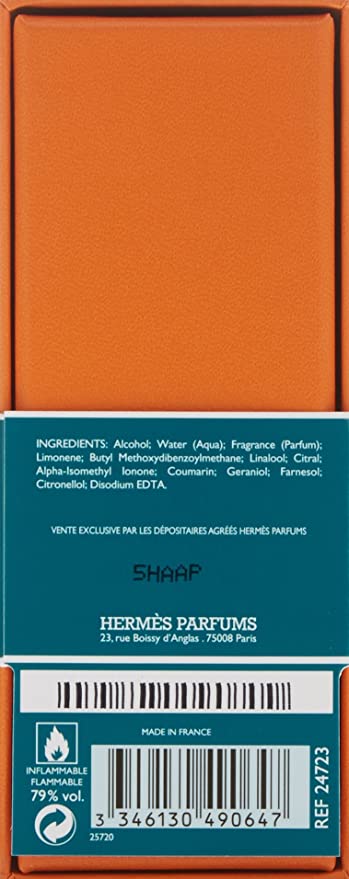 INGREDIENTS: Alcohol; Water (Aqua); Fragrance (Parfum);
Limonene; Butyl Methoxydibenzoylmethane; Linalool; Citral;
Alpha-Isomethyl Ionone; Coumarin; Geraniol; Farnesol;
Citronellol; Disodium EDTA.
VENTE EXCLUSIVE PAR LES DÉPOSITAIRES AGRÉÉS HERMÈS PARFUMS
5HAAP
HERMÈS PARFUMS
23, rue Boissy d'Anglas . 75008 Paris
MADE IN FRANCE
INFLAMMABLE
FLAMMABLE
79% vol.
25720
3 346130 490647
REF 24723